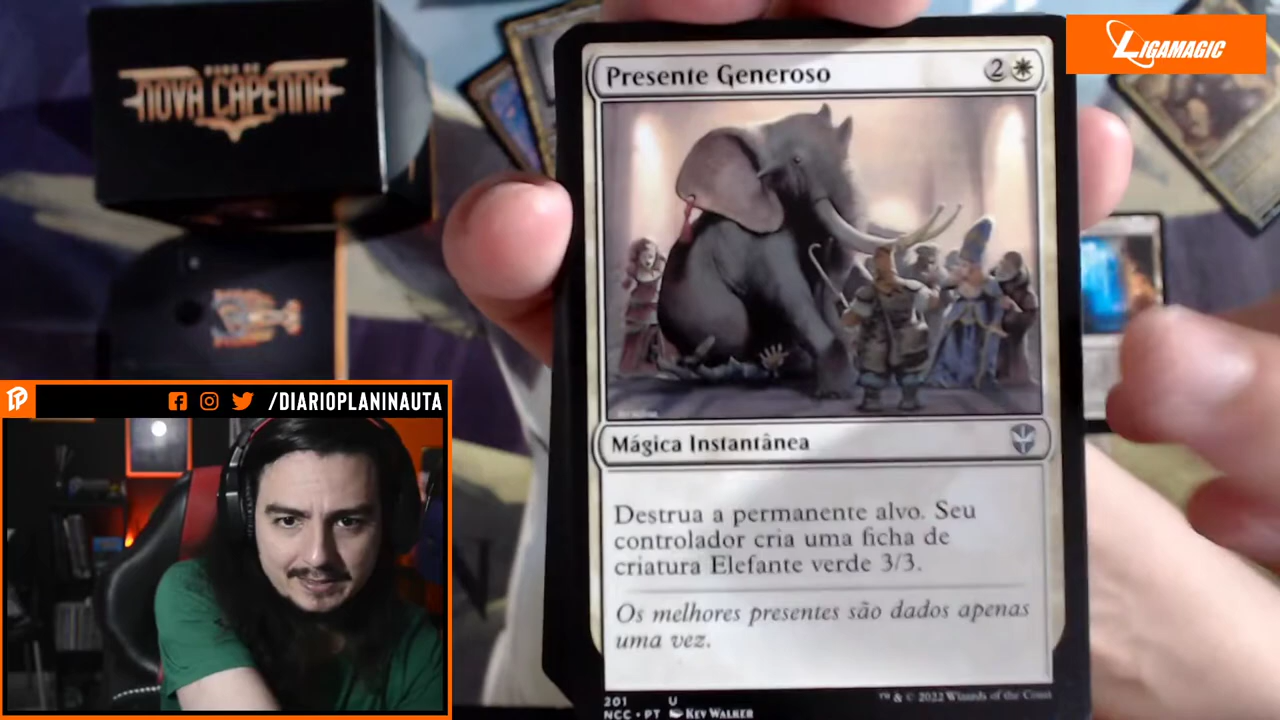 NOVA CAPENNA
LIGAMAGIC
Presente Generoso
2
Mágica Instantânea
Destrua a permanente alvo. Seu
controlador cria uma ficha de
criatura Elefante verde 3/3.
Os melhores presentes são dados apenas
uma vez.
201 U
NCC • PT KEV WALKER
™ & © 2022 Wizards of the Coast
/DIARIOPLANINAUTA